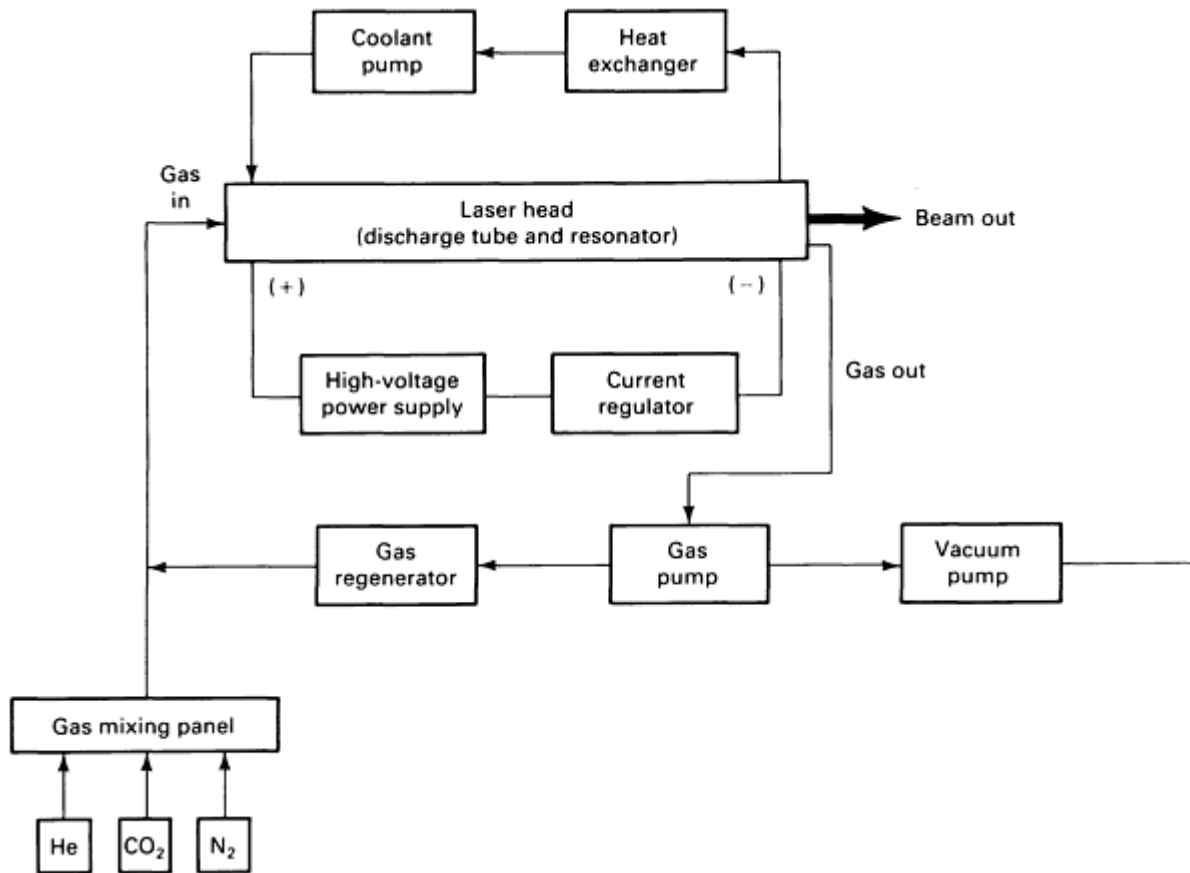 Coolant
pump
Heat
exchanger
Gas
in
Laser head
(discharge tube and resonator)
Beam out
(+)
(--)
High-voltage
power supply
Current
regulator
Gas out
Gas
regenerator
Gas
pump
Vacuum
pump
Gas mixing panel
He
CO₂
N₂